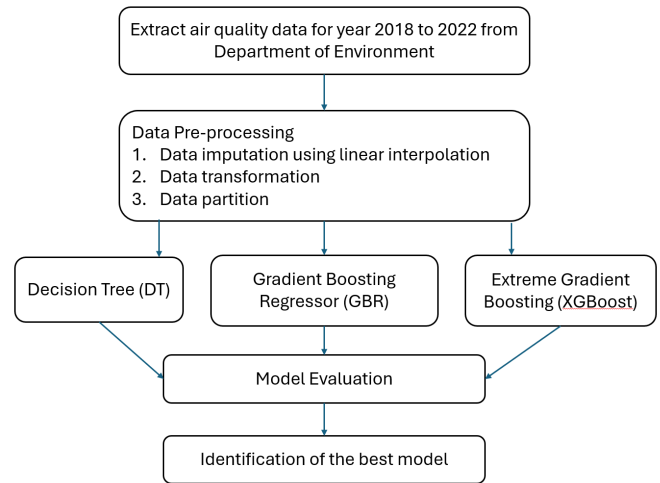 Extract air quality data for year 2018 to 2022 from
Department of Environment
Data Pre-processing
1. Data imputation using linear interpolation
2. Data transformation
3. Data partition
Decision Tree (DT)
Gradient Boosting
Regressor (GBR)
Extreme Gradient
Boosting (XGBoost)
Model Evaluation
Identification of the best model